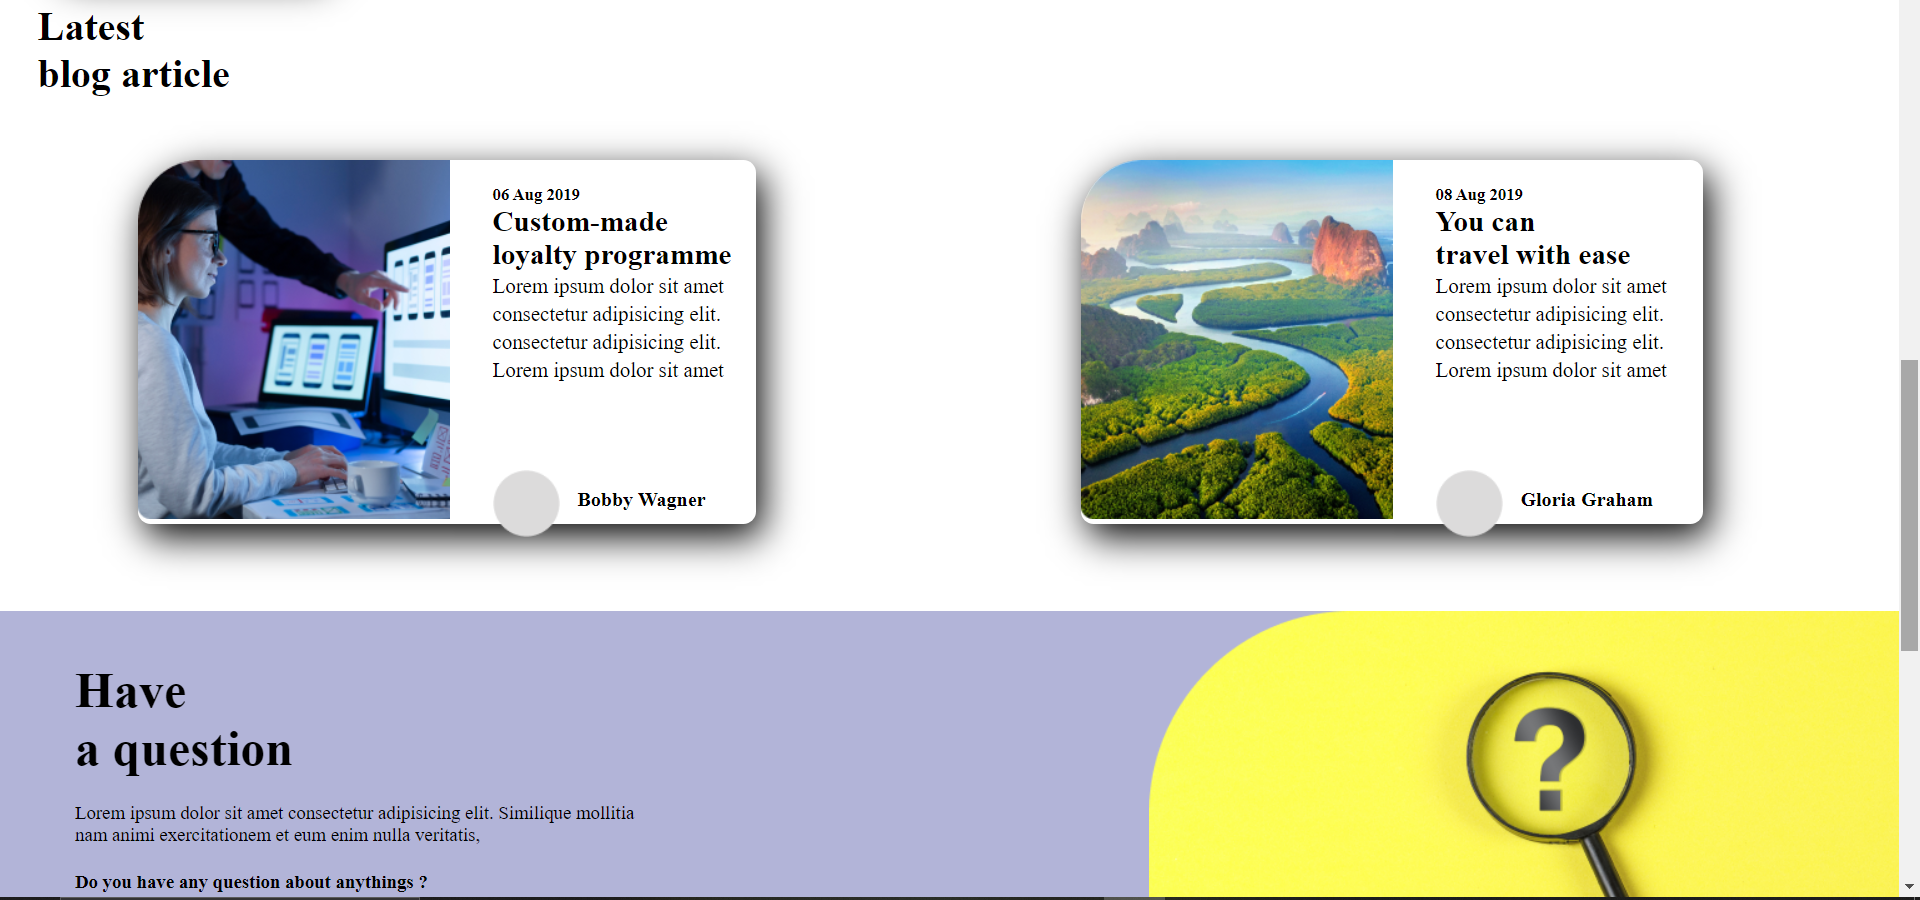 Latest
blog article
06 Aug 2019
Custom-made
loyalty programme
Lorem ipsum dolor sit amet
consectetur adipisicing elit.
consectetur adipisicing elit.
Lorem ipsum dolor sit amet
Bobby Wagner
08 Aug 2019
You can
travel with ease
Lorem ipsum dolor sit amet
consectetur adipisicing elit.
consectetur adipisicing elit.
Lorem ipsum dolor sit amet
Gloria Graham
Have
a question
Lorem ipsum dolor sit amet consectetur adipisicing elit. Similique mollitia
nam animi exercitationem et eum enim nulla veritatis,
Do you have any question about anythings ?
?